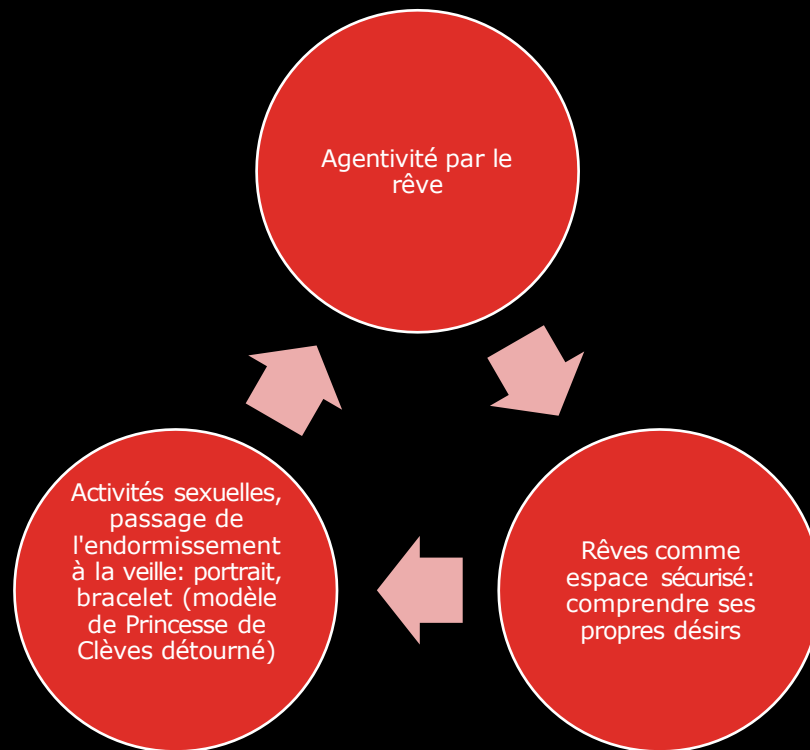 Agentivité par le
rêve
Activités sexuelles,
passage de
l'endormissement
à la veille: portrait,
bracelet (modèle
de Princesse de
Clèves détourné)
Rêves comme
espace sécurisé:
comprendre ses
propres désirs